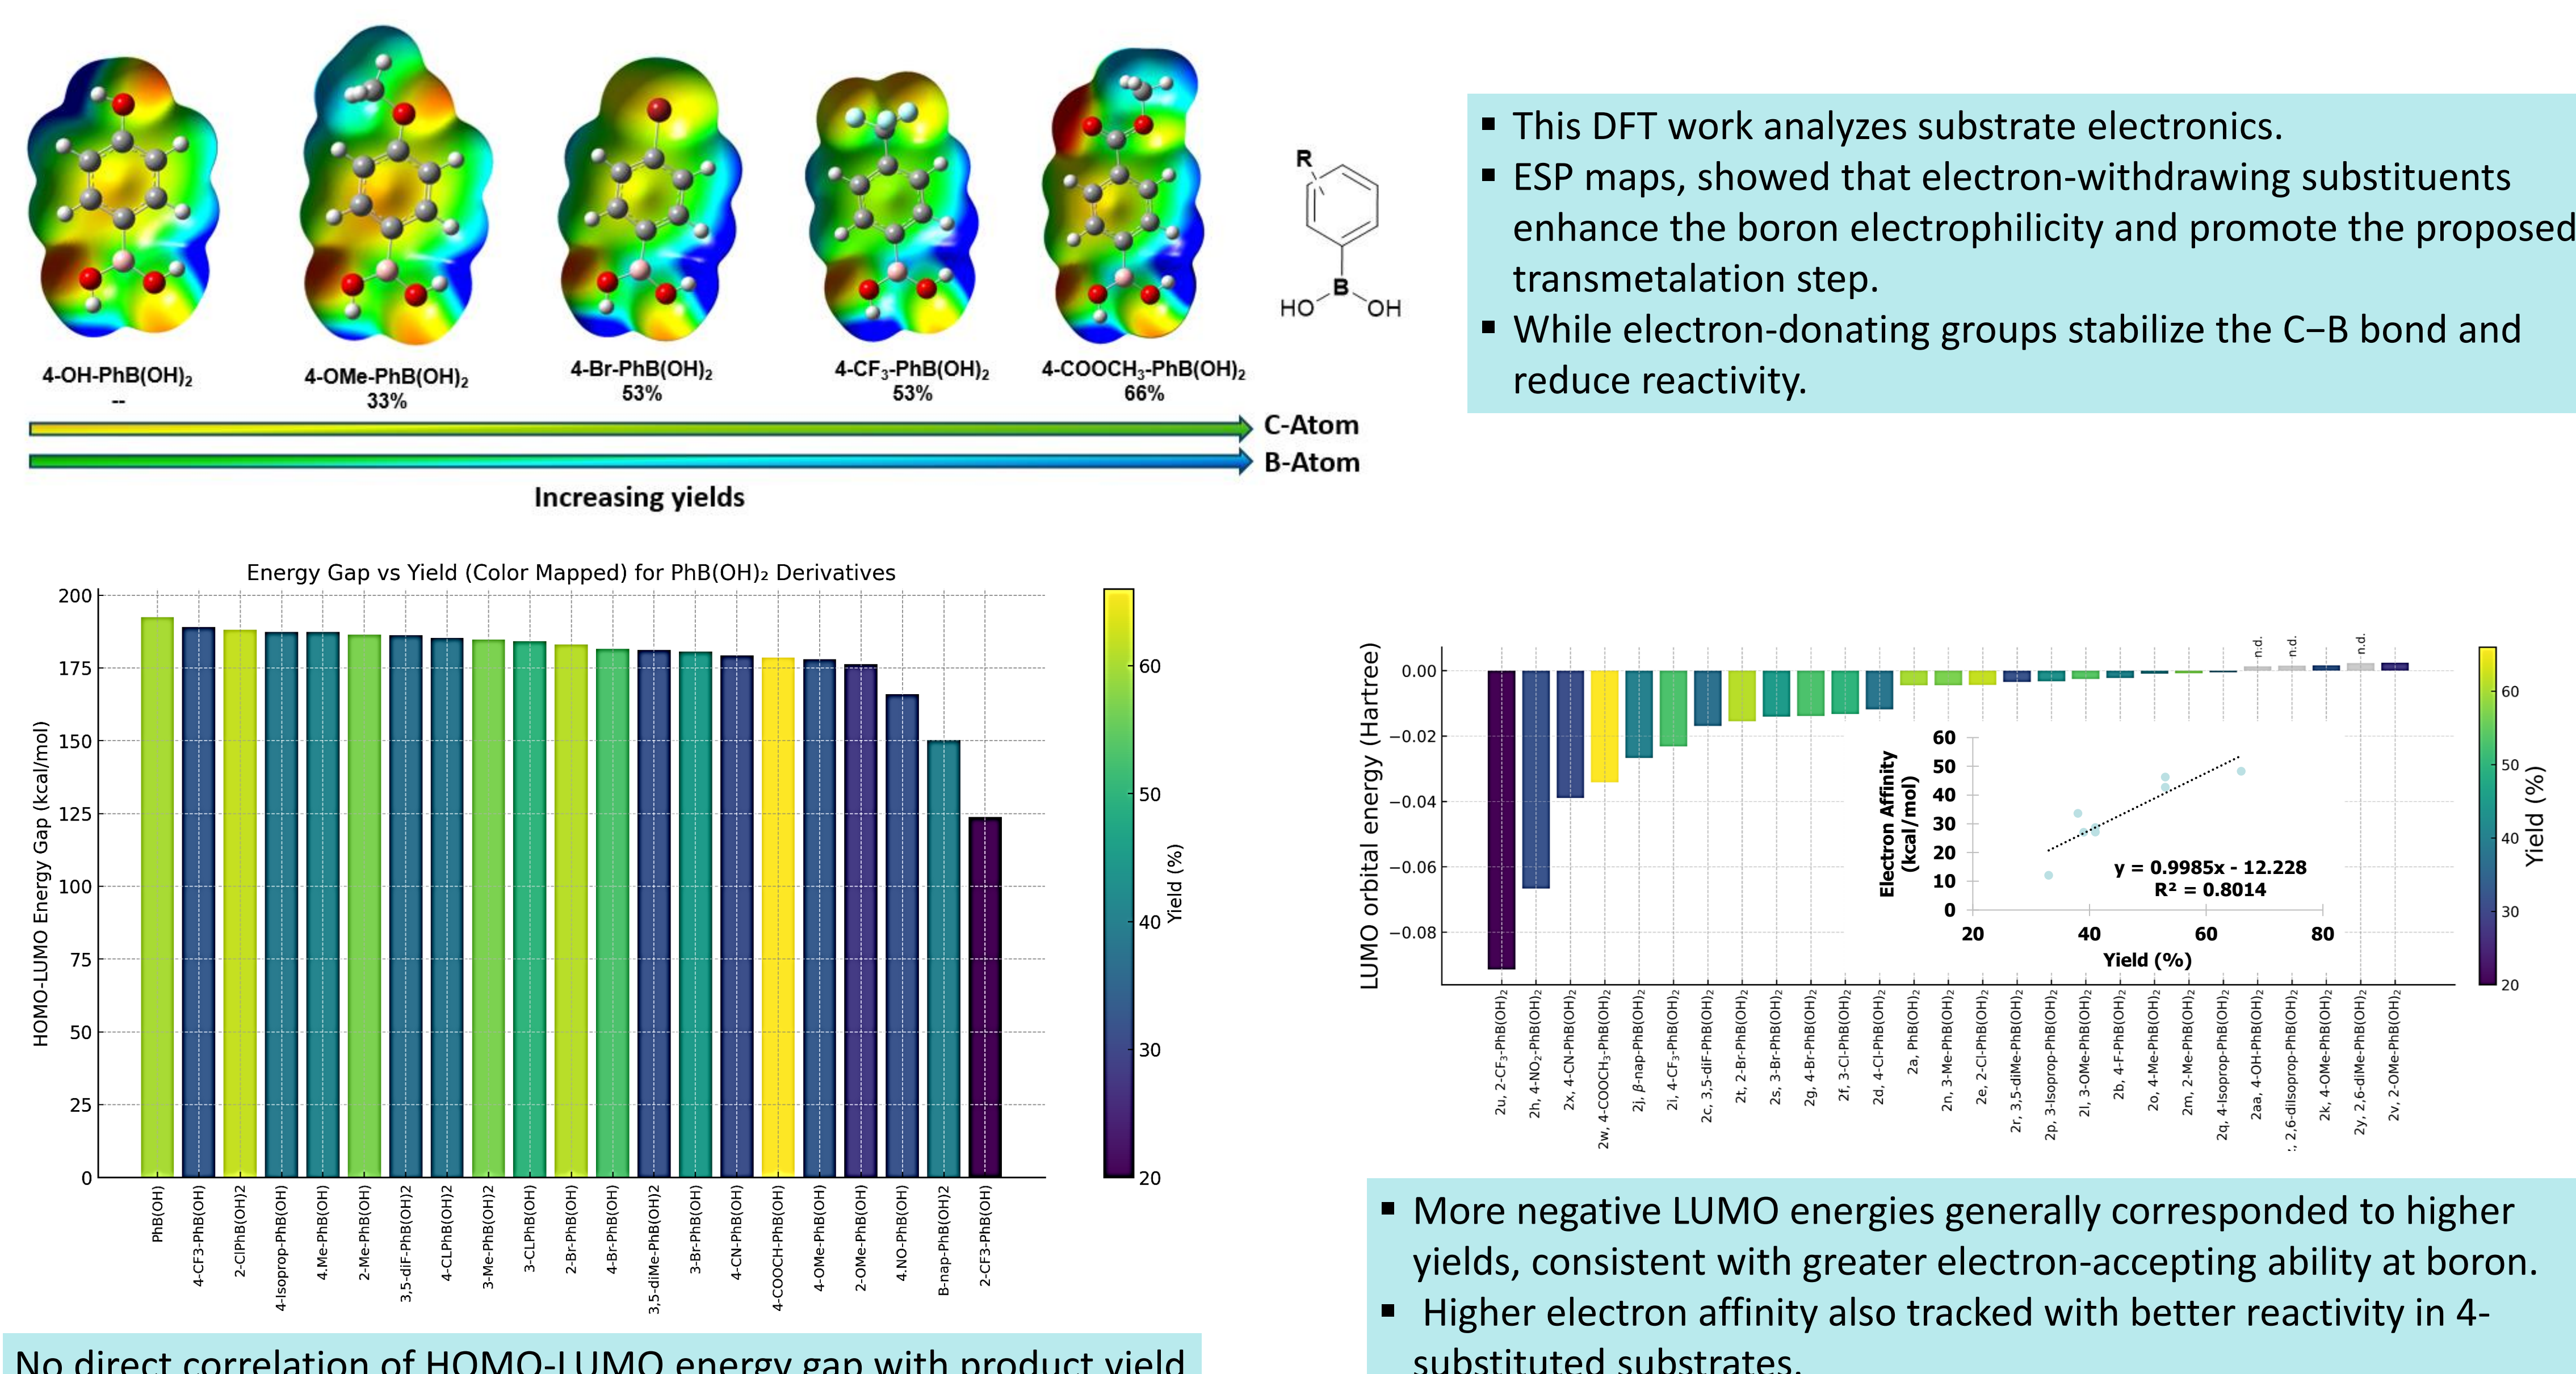 4-OH-PhB(OH)₂
--
4-OMe-PhB(OH)₂
33%
4-Br-PhB(OH)₂
53%
4-CF₃-PhB(OH)₂
53%
4-COOCH₃-PhB(OH)₂
66%
C-Atom
B-Atom
Increasing yields
R
B
HO
OH
▪ This DFT work analyzes substrate electronics.
▪ ESP maps, showed that electron-withdrawing substituents
enhance the boron electrophilicity and promote the proposed
transmetalation step.
▪ While electron-donating groups stabilize the C−B bond and
reduce reactivity.
Energy Gap vs Yield (Color Mapped) for PhB(OH)₂ Derivatives
HOMO-LUMO Energy Gap (kcal/mol)
200
175
150
125
100
75
50
25
0
PhB(OH)
4-CF3-PhB(OH)
2-ClPhB(OH)2
4-Isoprop-PhB(OH)
4.Me-PhB(OH)
2-Me-PhB(OH)
3,5-diF-PhB(OH)2
4-CLPhB(OH)2
3-Me-PhB(OH)2
3-CLPhB(OH)
2-Br-PhB(OH)
4-Br-PhB(OH)
3,5-diMe-PhB(OH)2
3-Br-PhB(OH)
4-CN-PhB(OH)
4-COOCH-PhB(OH)
4-OMe-PhB(OH)
2-OMe-PhB(OH)
4.NO-PhB(OH)
B-nap-PhB(OH)2
2-CF3-PhB(OH)
60
50
40
30
20
Yield (%)
LUMO orbital energy (Hartree)
0.00
−0.02
−0.04
−0.06
−0.08
n.d.
n.d.
n.d.
Electron Affinity
(kcal/mol)
60
50
40
30
20
10
0
y = 0.9985x - 12.228
R² = 0.8014
20
40
60
80
Yield (%)
2u, 2-CF₃-PhB(OH)₂
2h, 4-NO₂-PhB(OH)₂
2x, 4-CN-PhB(OH)₂
2w, 4-COOCH₃-PhB(OH)₂
2j, β-nap-PhB(OH)₂
2i, 4-CF₃-PhB(OH)₂
2c, 3,5-diF-PhB(OH)₂
2t, 2-Br-PhB(OH)₂
2s, 3-Br-PhB(OH)₂
2g, 4-Br-PhB(OH)₂
2f, 3-Cl-PhB(OH)₂
2d, 4-Cl-PhB(OH)₂
2a, PhB(OH)₂
2n, 3-Me-PhB(OH)₂
2e, 2-Cl-PhB(OH)₂
2r, 3,5-diMe-PhB(OH)₂
2p, 3-Isoprop-PhB(OH)₂
2l, 3-OMe-PhB(OH)₂
2b, 4-F-PhB(OH)₂
2o, 4-Me-PhB(OH)₂
2m, 2-Me-PhB(OH)₂
2q, 4-Isoprop-PhB(OH)₂
2aa, 4-OH-PhB(OH)₂
2,6-diIsoprop-PhB(OH)₂
2k, 4-OMe-PhB(OH)₂
2y, 2,6-diMe-PhB(OH)₂
2v, 2-OMe-PhB(OH)₂
60
50
40
30
20
Yield (%)
No direct correlation of HOMO-LUMO energy gap with product yield
▪ More negative LUMO energies generally corresponded to higher
yields, consistent with greater electron-accepting ability at boron.
▪ Higher electron affinity also tracked with better reactivity in 4-
substituted substrates.